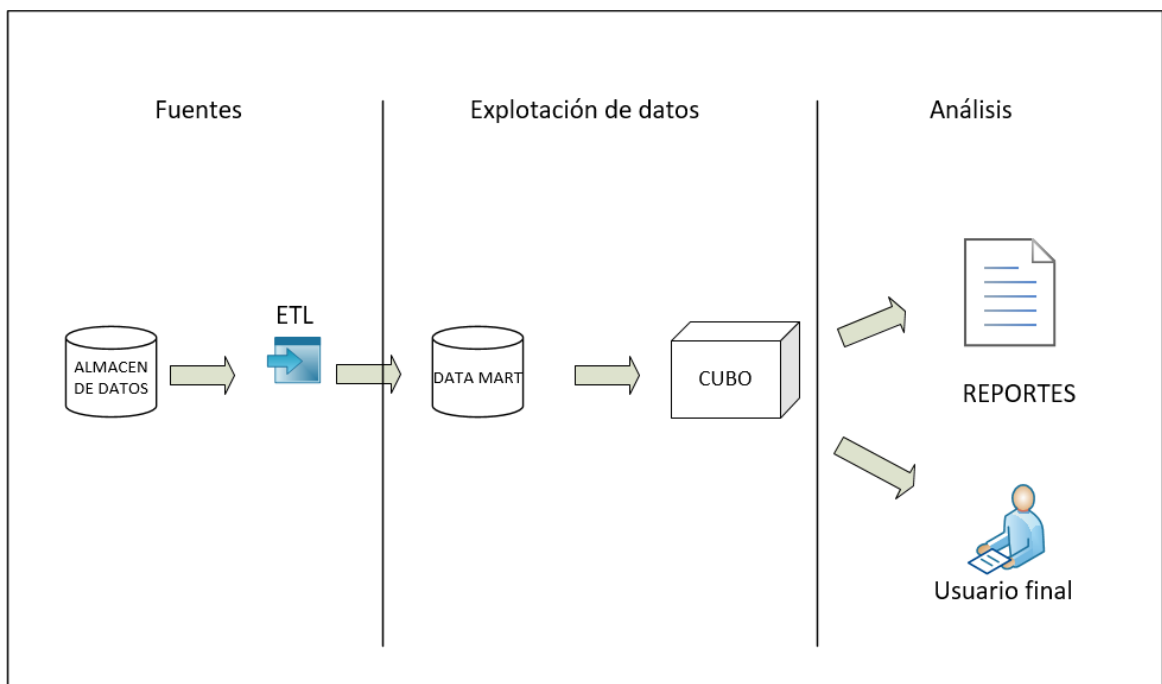 Fuentes
Explotación de datos
Análisis
ETL
ALMACEN
DE DATOS
DATA MART
CUBO
REPORTES
Usuario final